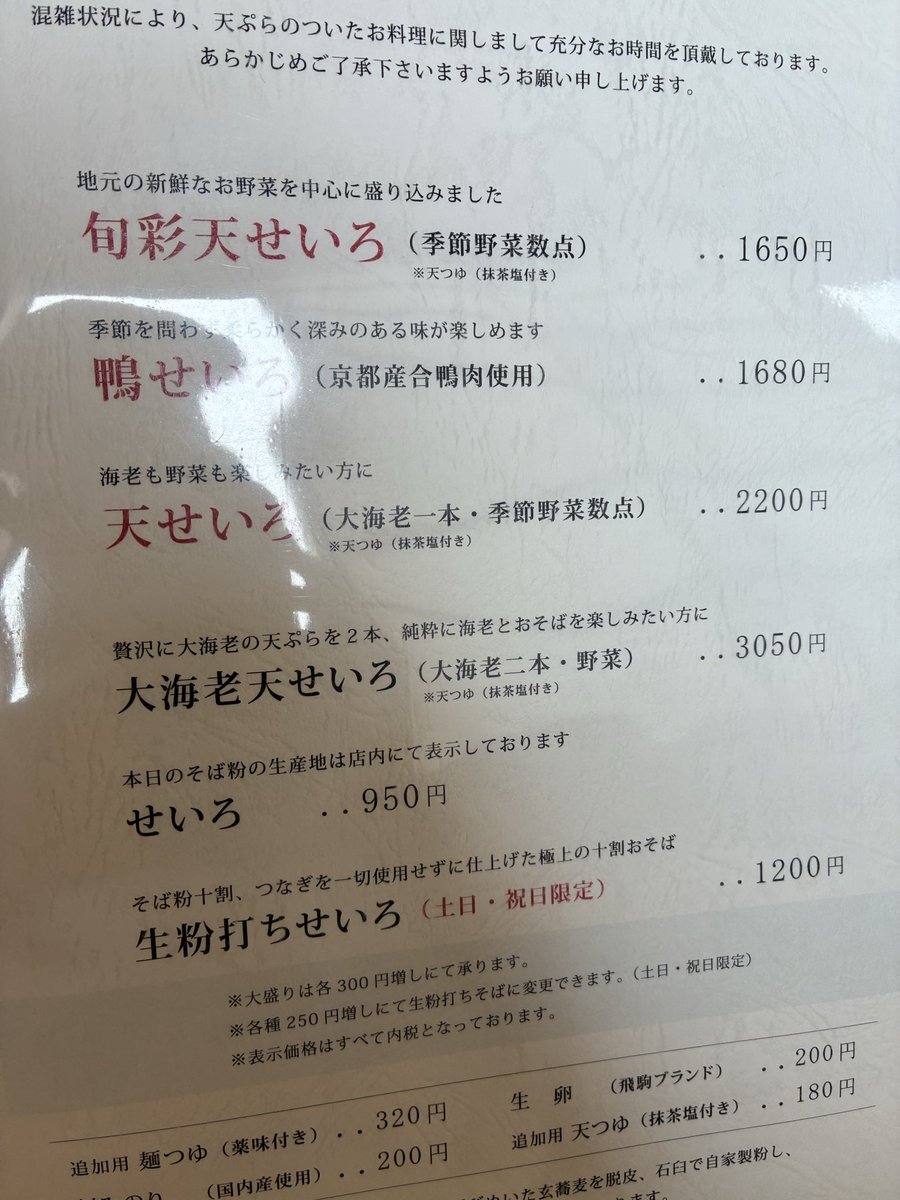 混雑状況により、天ぷらのついたお料理に関しまして充分なお時間を頂戴しております。
あらかじめご了承下さいますようお願い申し上げます。
地元の新鮮なお野菜を中心に盛り込みました
旬彩天せいろ（季節野菜数点） ‥1650円
※天つゆ（抹茶塩付き）
季節を問わず柔らかく深みのある味が楽しめます
鴨せいろ（京都産合鴨肉使用） ‥1680円
海老も野菜も楽しみたい方に
天せいろ（大海老一本・季節野菜数点） ‥2200円
※天つゆ（抹茶塩付き）
贅沢に大海老の天ぷらを２本、純粋に海老とおそばを楽しみたい方に
大海老天せいろ（大海老二本・野菜） ‥3050円
※天つゆ（抹茶塩付き）
本日のそば粉の生産地は店内にて表示しております
せいろ ‥950円
そば粉十割、つなぎを一切使用せずに仕上げた極上の十割おそば
生粉打ちせいろ（土日・祝日限定） ‥1200円
※大盛りは各300円増しにて承ります。
※各種250円増しにて生粉打ちそばに変更できます。（土日・祝日限定）
※表示価格はすべて内税となっております。
追加用 麺つゆ（薬味付き）‥320円
生 卵 （飛駒ブランド） ‥200円
のり （国内産使用）‥200円
追加用 天つゆ（抹茶塩付き）‥180円
いた玄蕎麦を脱皮、石臼で自家製粉し、
ります。